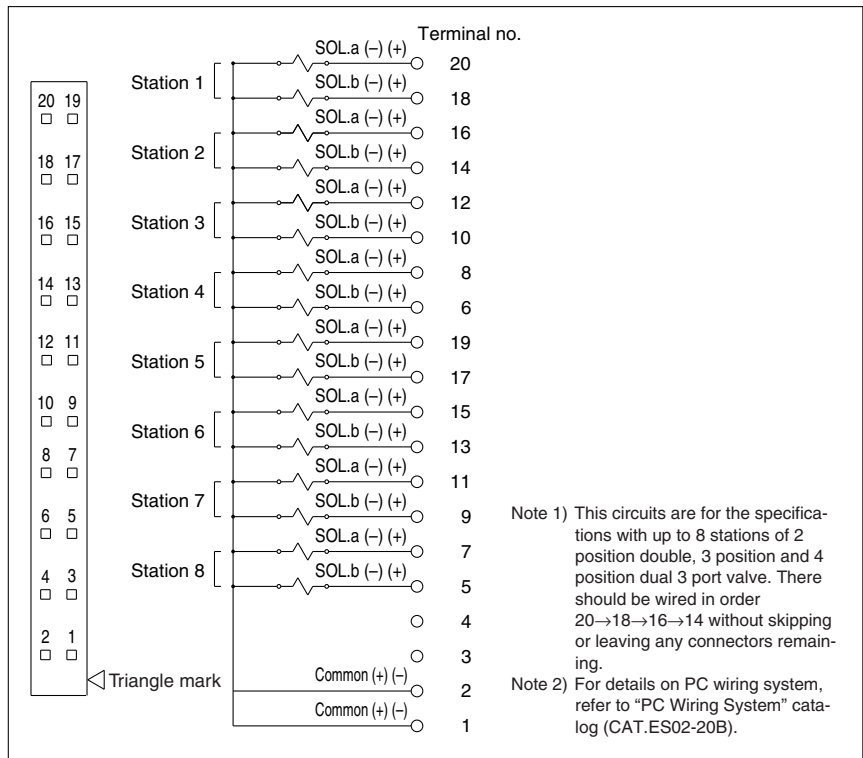 Terminal no.
20 19
18 17
16 15
14 13
12 11
10 9
8 7
6 5
4 3
2 1
Triangle mark
Station 1
SOL.a (–) (+) 20
SOL.b (–) (+) 18
Station 2
SOL.a (–) (+) 16
SOL.b (–) (+) 14
Station 3
SOL.a (–) (+) 12
SOL.b (–) (+) 10
Station 4
SOL.a (–) (+) 8
SOL.b (–) (+) 6
Station 5
SOL.a (–) (+) 19
SOL.b (–) (+) 17
Station 6
SOL.a (–) (+) 15
SOL.b (–) (+) 13
Station 7
SOL.a (–) (+) 11
SOL.b (–) (+) 9
Station 8
SOL.a (–) (+) 7
SOL.b (–) (+) 5
4
3
Common (+) (–) 2
Common (+) (–) 1
Note 1) This circuits are for the specifica-
tions with up to 8 stations of 2
position double, 3 position and 4
position dual 3 port valve. There
should be wired in order
20→18→16→14 without skipping
or leaving any connectors remain-
ing.
Note 2) For details on PC wiring system,
refer to “PC Wiring System” cata-
log (CAT.ES02-20B).